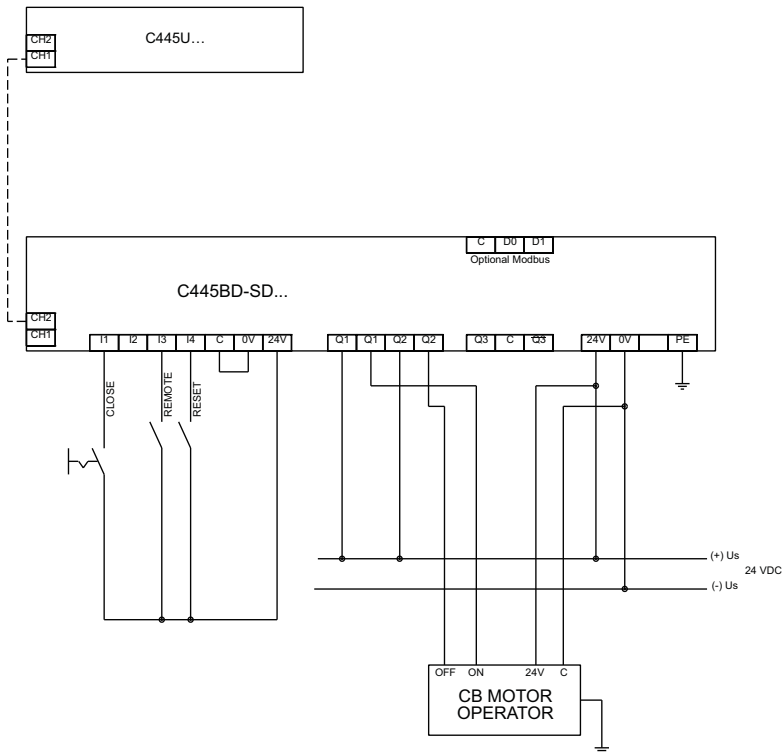 C445U...
CH2
CH1
C D0 D1
Optional Modbus
C445BD-SD...
CH2
CH1
I1 I2 I3 I4 C 0V 24V Q1 Q1 Q2 Q2 Q3 C Q̅3̅ 24V 0V PE
CLOSE
REMOTE
RESET
(+) Us
24 VDC
(-) Us
OFF ON 24V C
CB MOTOR
OPERATOR